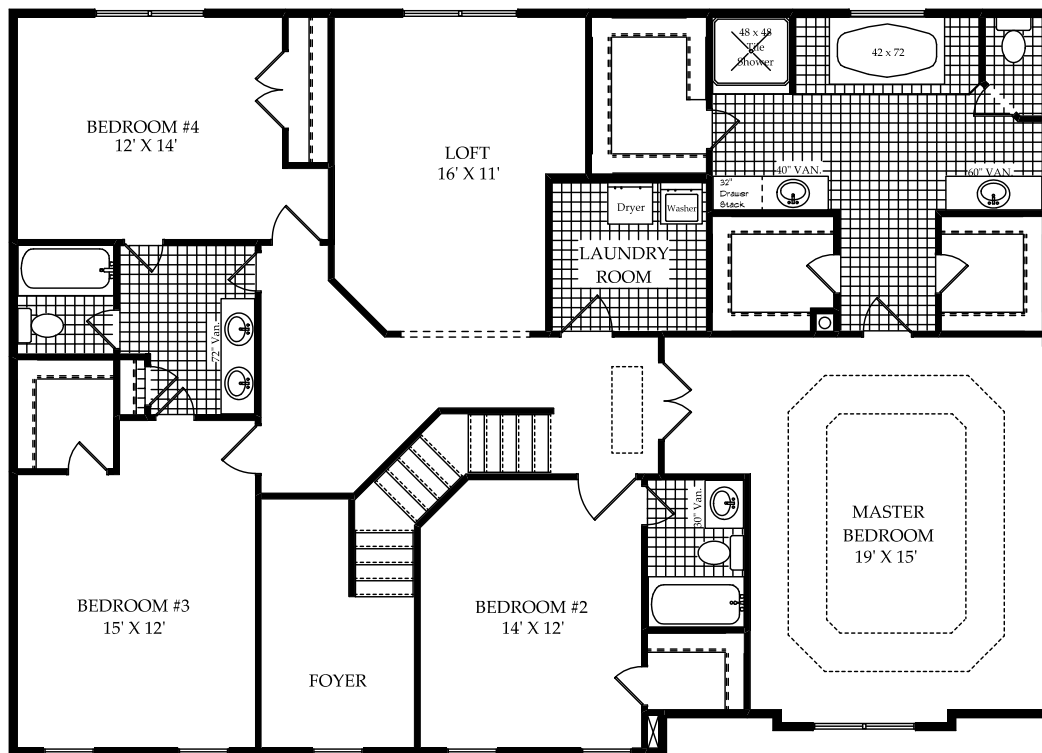 48 x 48
Tile
Shower
42 x 72
BEDROOM #4
12' X 14'
LOFT
16' X 11'
40" VAN.
60" VAN.
32"
Drawer
Stack
Dryer
Washer
LAUNDRY
ROOM
72" Van.
30" Van.
MASTER
BEDROOM
19' X 15'
BEDROOM #3
15' X 12'
BEDROOM #2
14' X 12'
FOYER